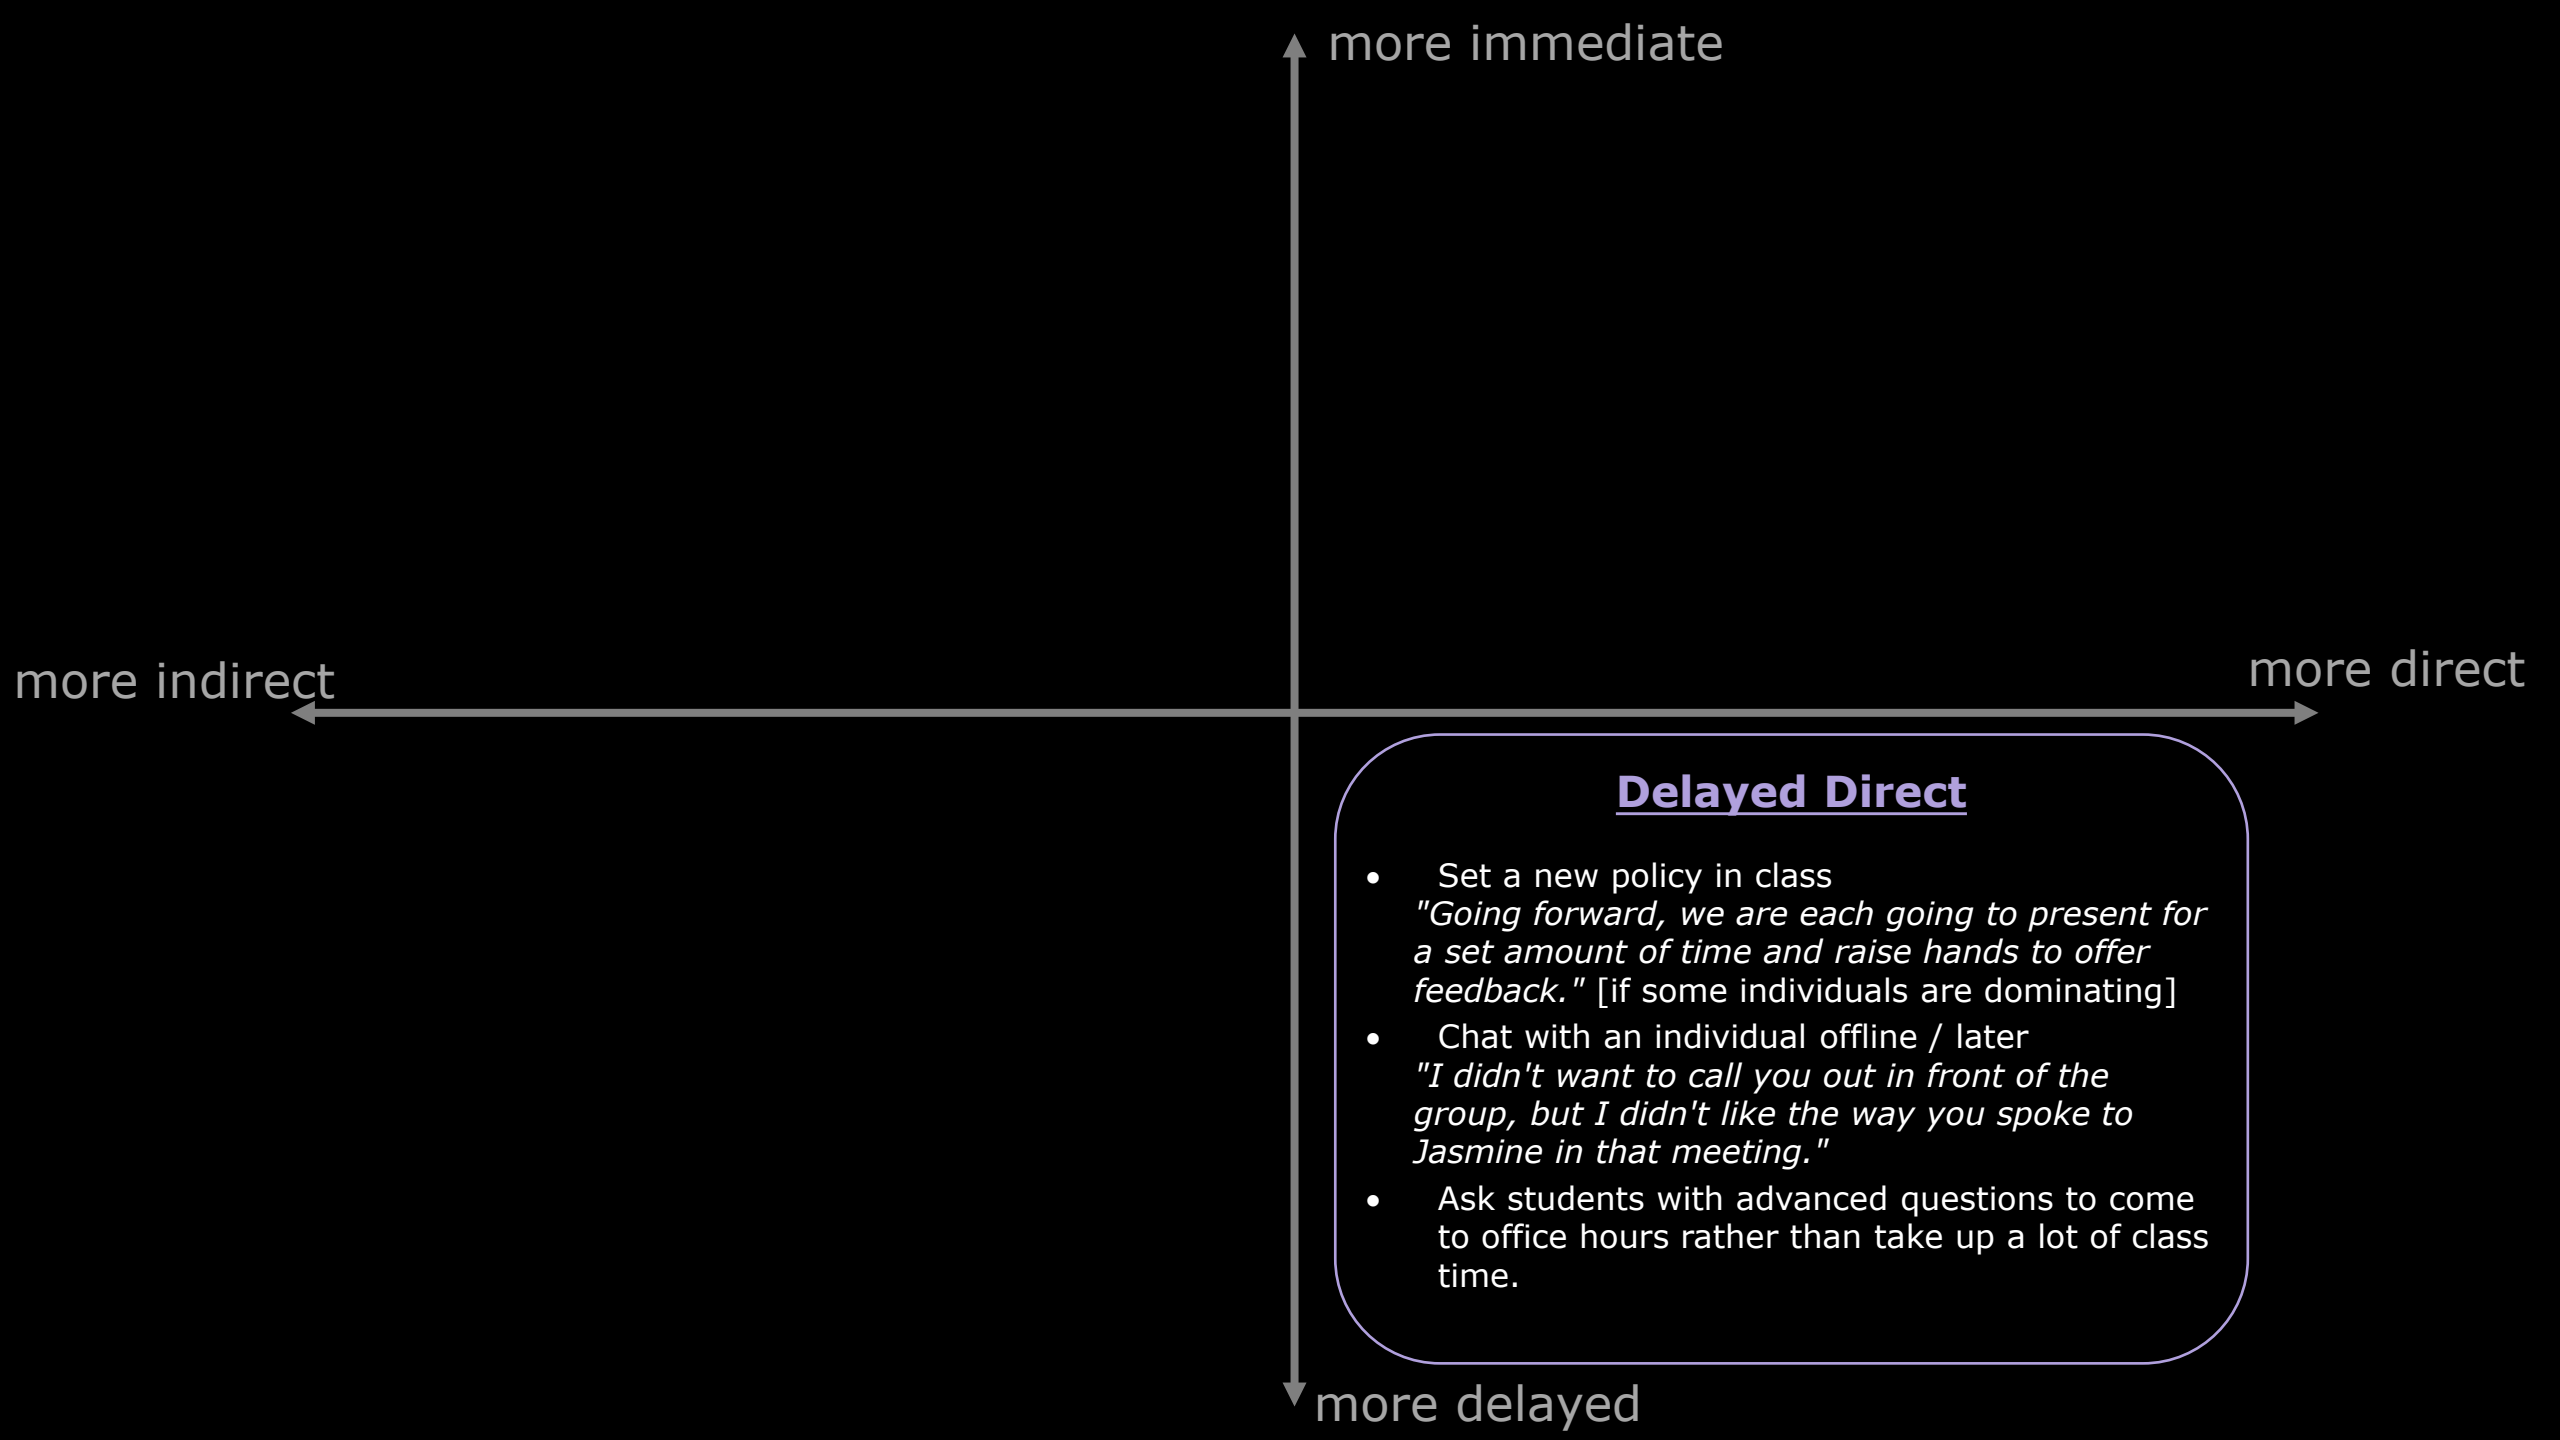 more immediate
more indirect
more direct
Delayed Direct
• Set a new policy in class
"Going forward, we are each going to present for
a set amount of time and raise hands to offer
feedback." [if some individuals are dominating]
• Chat with an individual offline / later
"I didn't want to call you out in front of the
group, but I didn't like the way you spoke to
Jasmine in that meeting."
• Ask students with advanced questions to come
to office hours rather than take up a lot of class
time.
more delayed